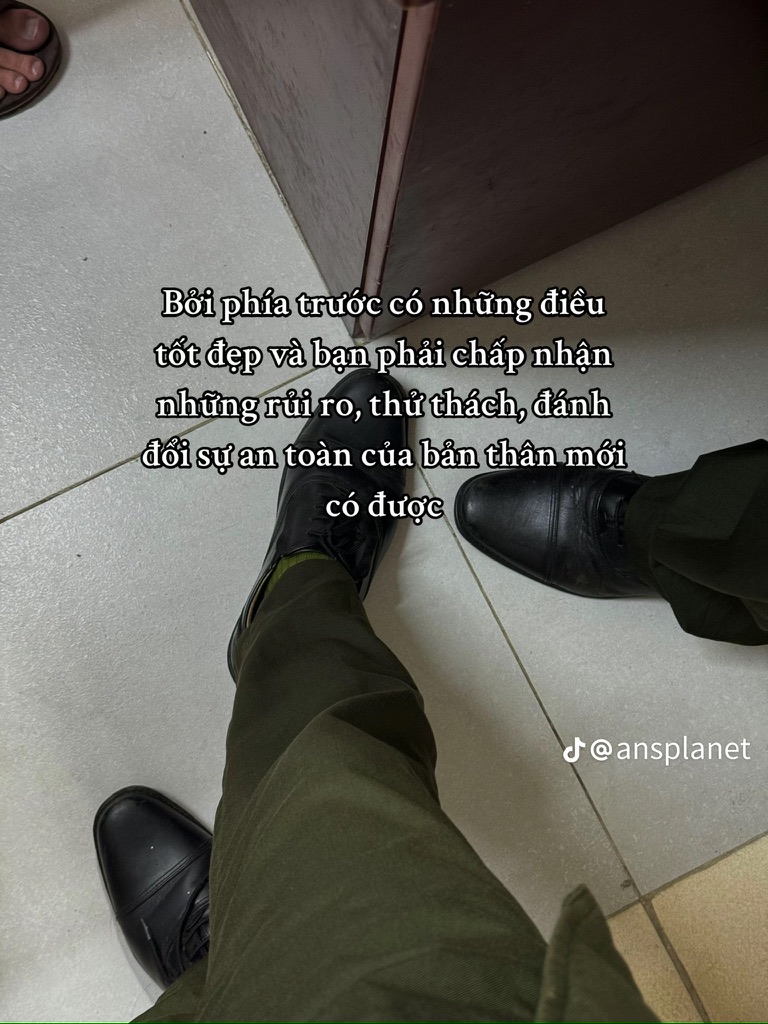 Bởi phía trước có những điều
tốt đẹp và bạn phải chấp nhận
những rủi ro, thử thách, đánh
đổi sự an toàn của bản thân mới
có được
@ansplanet